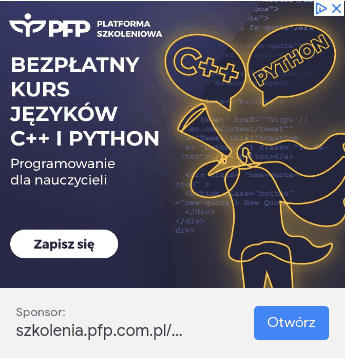 PFP PLATFORMA
SZKOLENIOWA
BEZPŁATNY
KURS
JĘZYKÓW
C++ I PYTHON
Programowanie
dla nauczycieli
Zapisz się
C++
PYTHON
Sponsor:
szkolenia.pfp.com.pl/...
Otwórz